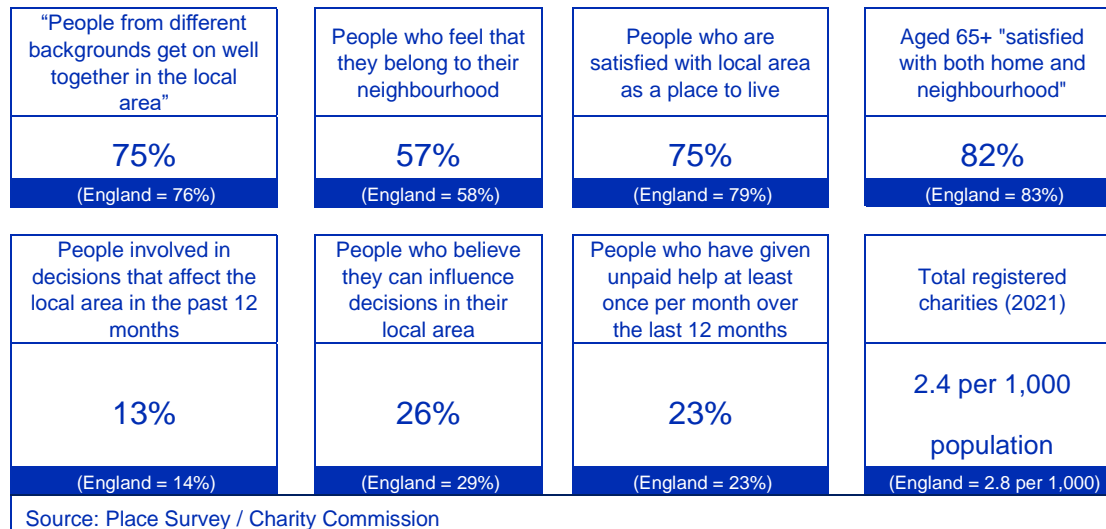 “People from different
backgrounds get on well
together in the local
area”
75%
(England = 76%)
People who feel that
they belong to their
neighbourhood
57%
(England = 58%)
People who are
satisfied with local area
as a place to live
75%
(England = 79%)
Aged 65+ "satisfied
with both home and
neighbourhood"
82%
(England = 83%)
People involved in
decisions that affect the
local area in the past 12
months
13%
(England = 14%)
People who believe
they can influence
decisions in their
local area
26%
(England = 29%)
People who have given
unpaid help at least
once per month over
the last 12 months
23%
(England = 23%)
Total registered
charities (2021)
2.4 per 1,000
population
(England = 2.8 per 1,000)
Source: Place Survey / Charity Commission